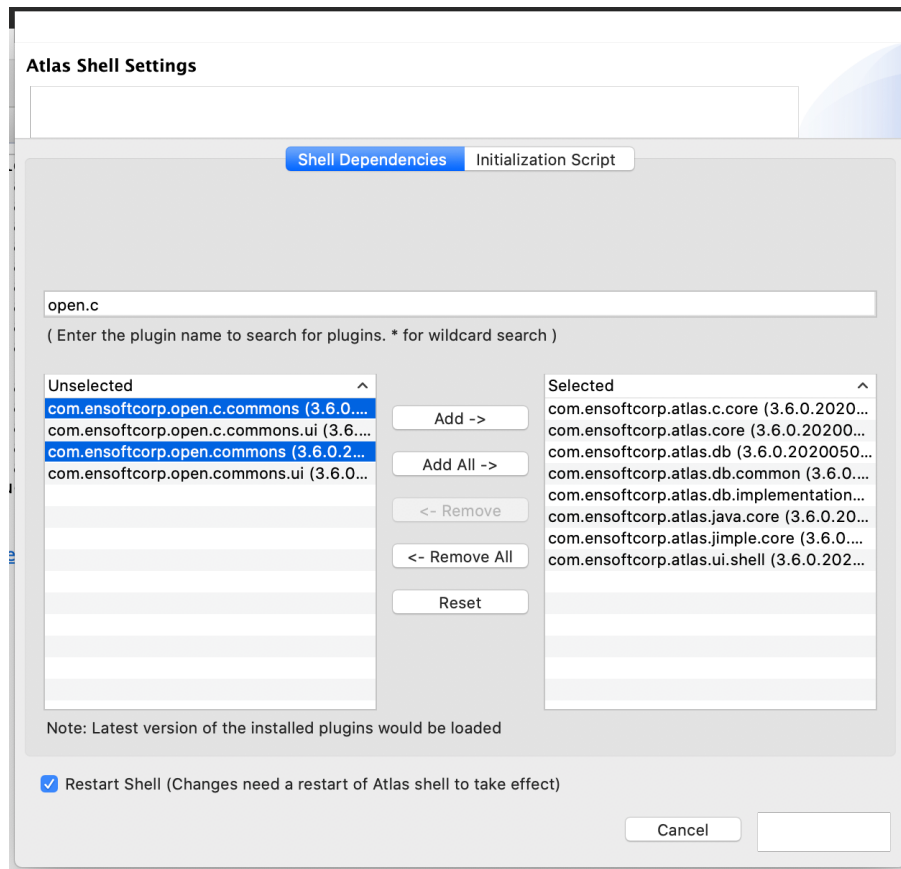 Atlas Shell Settings
Shell Dependencies Initialization Script
open.c
( Enter the plugin name to search for plugins. * for wildcard search )
Unselected
com.ensoftcorp.open.c.commons (3.6.0....
com.ensoftcorp.open.c.commons.ui (3.6....
com.ensoftcorp.open.commons (3.6.0.2...
com.ensoftcorp.open.commons.ui (3.6.0...
Add ->
Add All ->
<- Remove
<- Remove All
Reset
Selected
com.ensoftcorp.atlas.c.core (3.6.0.2020...
com.ensoftcorp.atlas.core (3.6.0.20200...
com.ensoftcorp.atlas.db (3.6.0.2020050...
com.ensoftcorp.atlas.db.common (3.6.0....
com.ensoftcorp.atlas.db.implementation...
com.ensoftcorp.atlas.java.core (3.6.0.20...
com.ensoftcorp.atlas.jimple.core (3.6.0....
com.ensoftcorp.atlas.ui.shell (3.6.0.202...
Note: Latest version of the installed plugins would be loaded
Restart Shell (Changes need a restart of Atlas shell to take effect)
Cancel